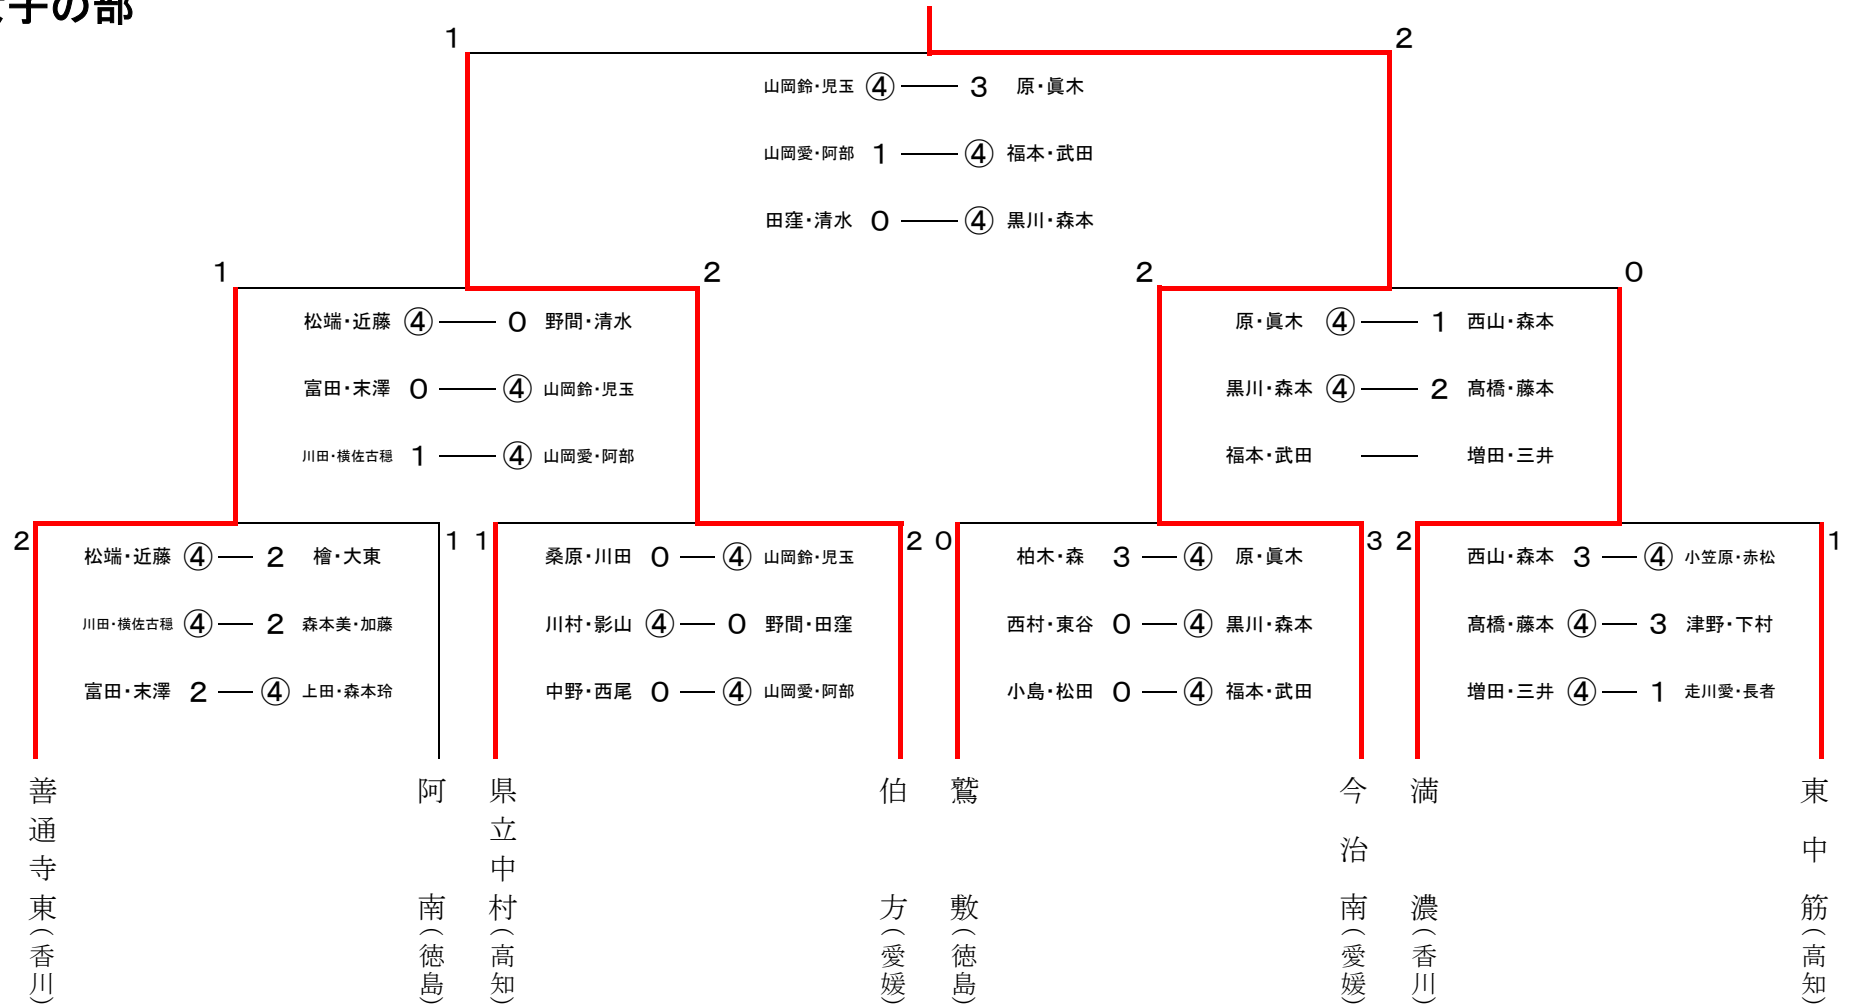 子の部
1 2
山岡鈴・児玉 ④ 3 原・眞木
山岡愛・阿部 1 ④ 福本・武田
田窪・清水 0 ④ 黒川・森本
1 2 2 0
松端・近藤 ④ 0 野間・清水
富田・末澤 0 ④ 山岡鈴・児玉
川田・横佐古穏 1 ④ 山岡愛・阿部
原・眞木 ④ 1 西山・森本
黒川・森本 ④ 2 髙橋・藤本
福本・武田 増田・三井
2 1 1 2 0 3 2 1
松端・近藤 ④ 2 檜・大東
川田・横佐古穏 ④ 2 森本美・加藤
富田・末澤 2 ④ 上田・森本玲
桑原・川田 0 ④ 山岡鈴・児玉
川村・影山 ④ 0 野間・田窪
中野・西尾 0 ④ 山岡愛・阿部
柏木・森 3 ④ 原・眞木
西村・東谷 0 ④ 黒川・森本
小島・松田 0 ④ 福本・武田
西山・森本 3 ④ 小笠原・赤松
髙橋・藤本 ④ 3 津野・下村
増田・三井 ④ 1 走川愛・長者
善通寺東(香川)
阿南(徳島)
県立中村(高知)
伯方(愛媛)
鷲敷(徳島)
今治南(愛媛)
満濃(香川)
東中筋(高知)